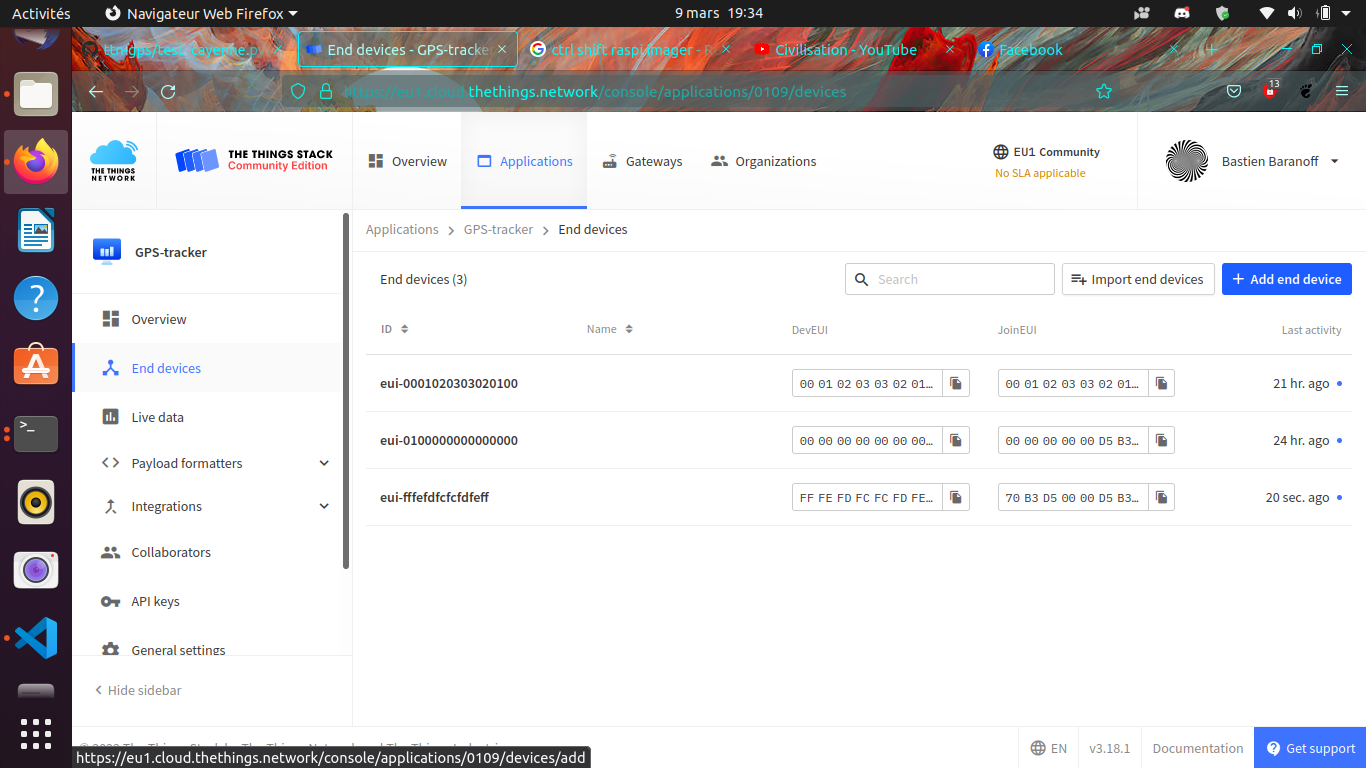 Activités
Navigateur Web Firefox
9 mars 19:34
End devices - GPS-tracke
ctrl shift raspi imager - R
Civilisation - YouTube
Facebook
https://eu1.cloud.thethings.network/console/applications/0109/devices
13
THE THINGS NETWORK
THE THINGS STACK
Community Edition
Overview
Applications
Gateways
Organizations
EU1 Community
No SLA applicable
Bastien Baranoff
GPS-tracker
Overview
End devices
Live data
Payload formatters
Integrations
Collaborators
API keys
General settings
Hide sidebar
Applications > GPS-tracker > End devices
End devices (3)
Search
Import end devices
+ Add end device
ID Name DevEUI JoinEUI Last activity
eui-0001020303020100 00 01 02 03 03 02 01… 00 01 02 03 03 02 01… 21 hr. ago
eui-0100000000000000 00 00 00 00 00 00 00… 00 00 00 00 00 D5 B3… 24 hr. ago
eui-fffefdfcfcfdfeff FF FE FD FC FC FD FE… 70 B3 D5 00 00 D5 B3… 20 sec. ago
EN
v3.18.1
Documentation
Get support
https://eu1.cloud.thethings.network/console/applications/0109/devices/add